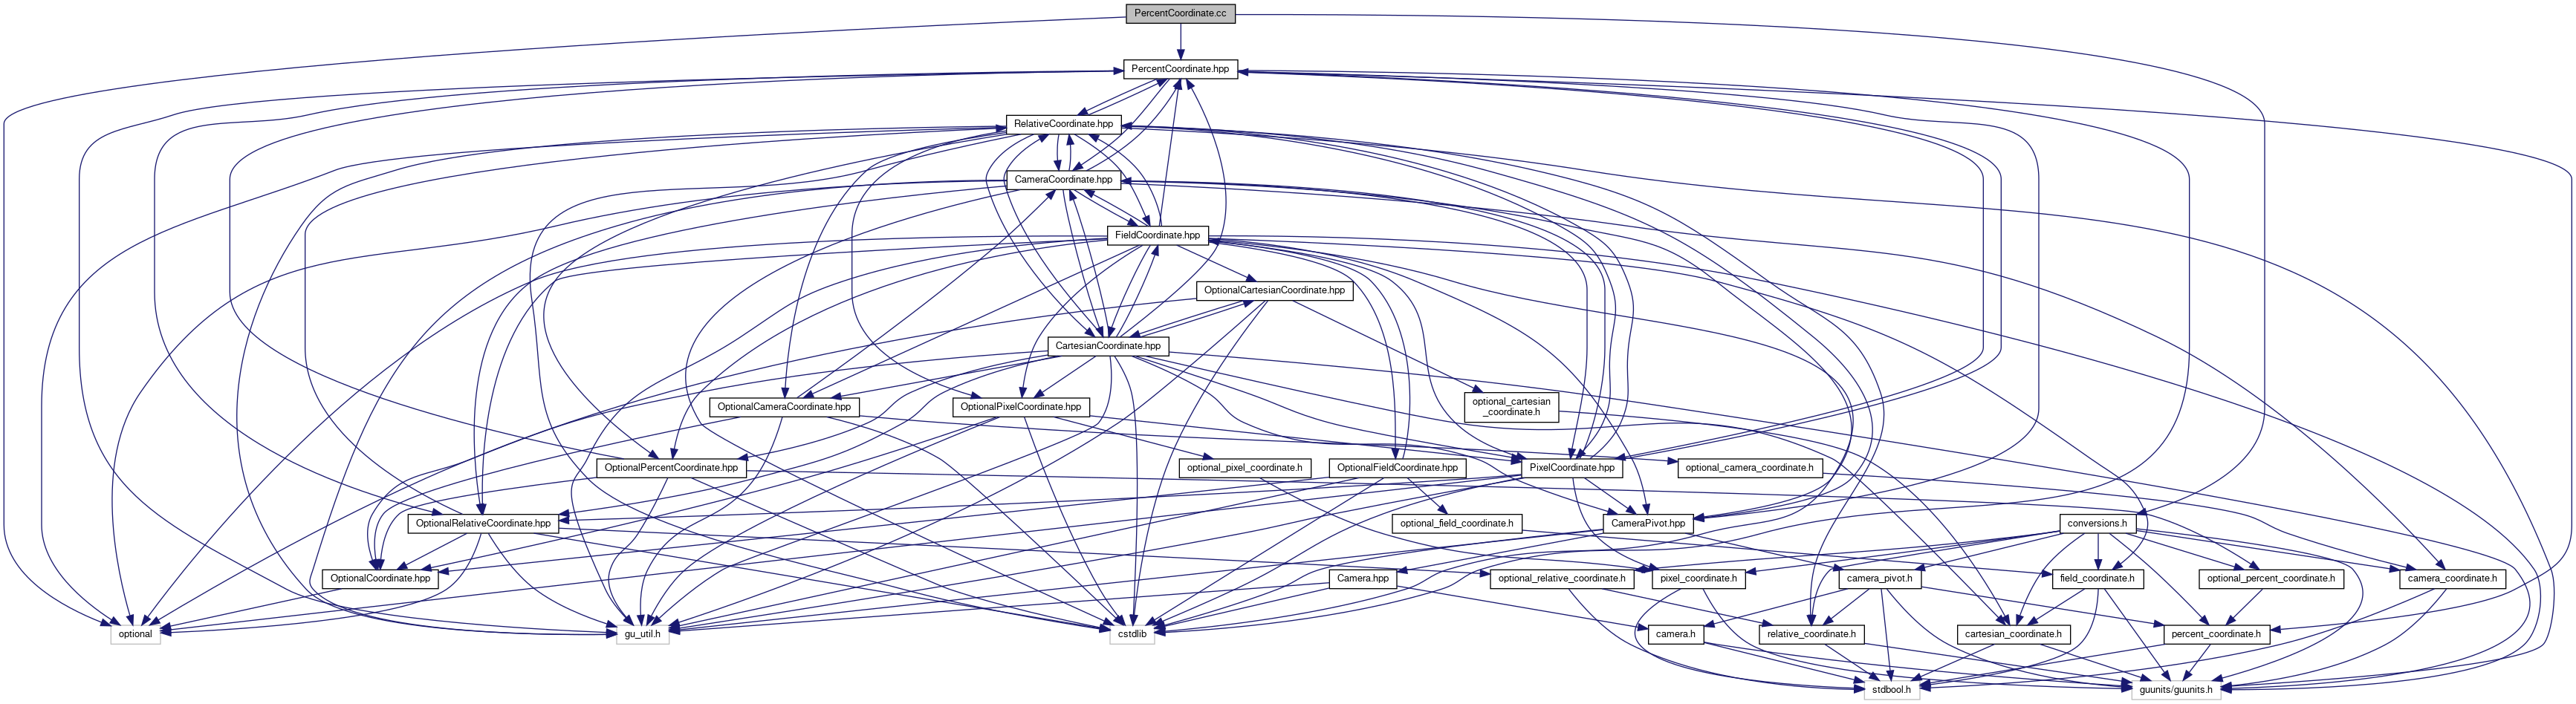 PercentCoordinate.cc
PercentCoordinate.hpp
RelativeCoordinate.hpp
CameraCoordinate.hpp
FieldCoordinate.hpp
OptionalCartesianCoordinate.hpp
CartesianCoordinate.hpp
OptionalCameraCoordinate.hpp
OptionalPixelCoordinate.hpp
optional_cartesian
_coordinate.h
OptionalPercentCoordinate.hpp
optional_pixel_coordinate.h
OptionalFieldCoordinate.hpp
PixelCoordinate.hpp
optional_camera_coordinate.h
OptionalRelativeCoordinate.hpp
optional_field_coordinate.h
CameraPivot.hpp
conversions.h
OptionalCoordinate.hpp
Camera.hpp
optional_relative_coordinate.h
pixel_coordinate.h
camera_pivot.h
field_coordinate.h
optional_percent_coordinate.h
camera_coordinate.h
optional
gu_util.h
cstdlib
camera.h
relative_coordinate.h
cartesian_coordinate.h
percent_coordinate.h
stdbool.h
guunits/guunits.h